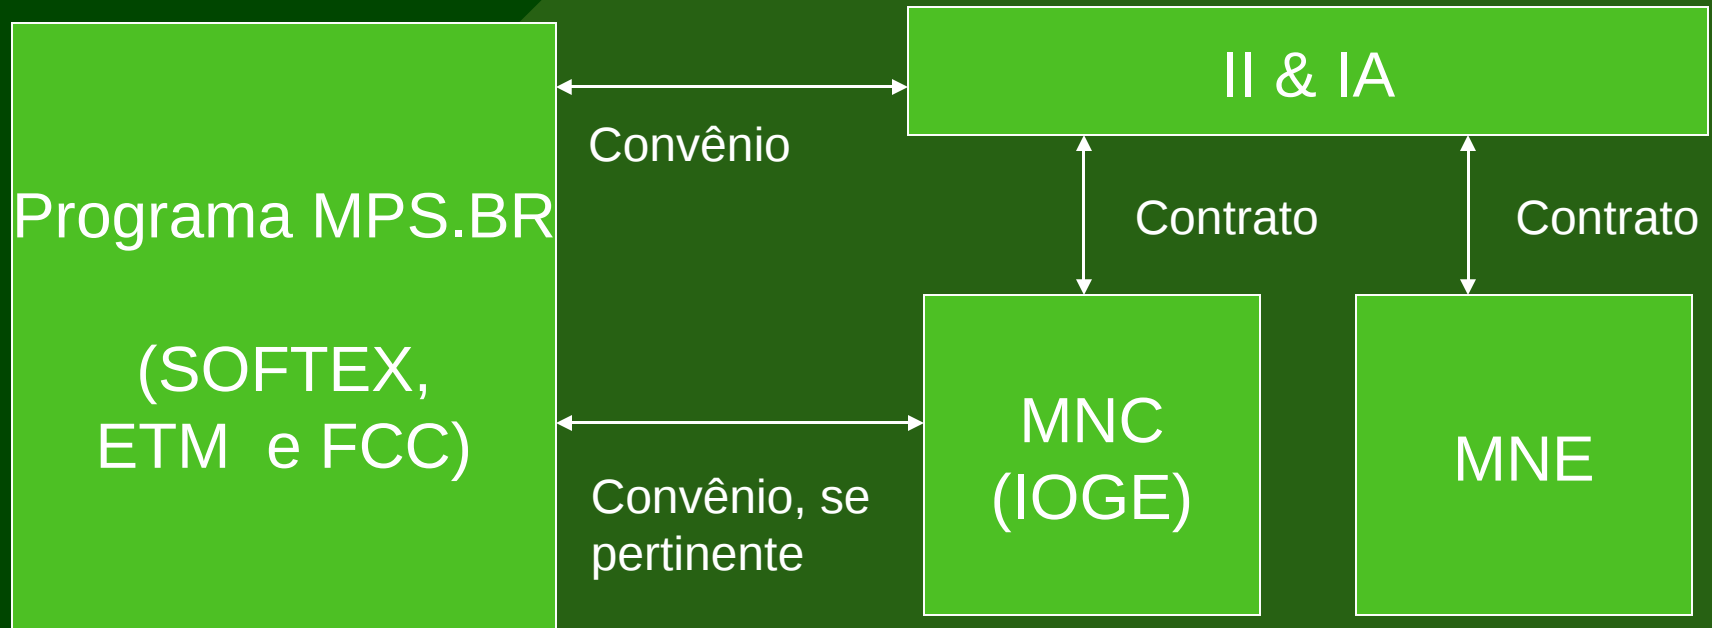 Programa MPS.BR
(SOFTEX,
ETM e FCC)
Convênio
II & IA
Contrato
Contrato
Convênio, se
pertinente
MNC
(IOGE)
MNE